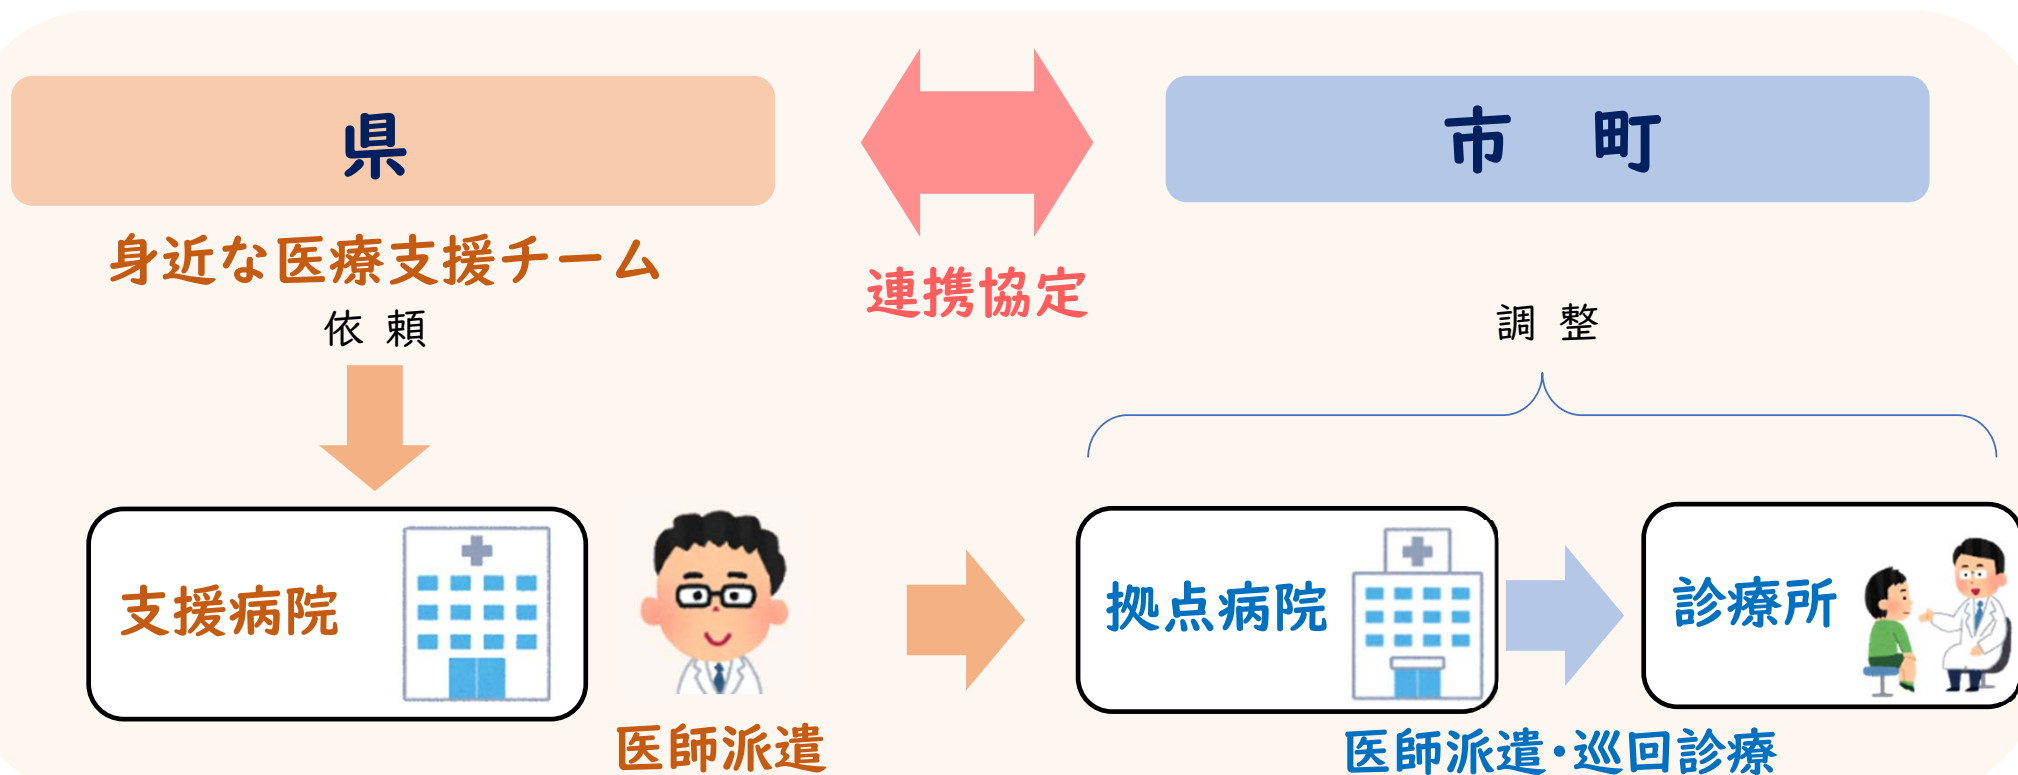 県
市　町
身近な医療支援チーム
連携協定
依 頼
調 整
支援病院
拠点病院
診療所
医師派遣
医師派遣・巡回診療